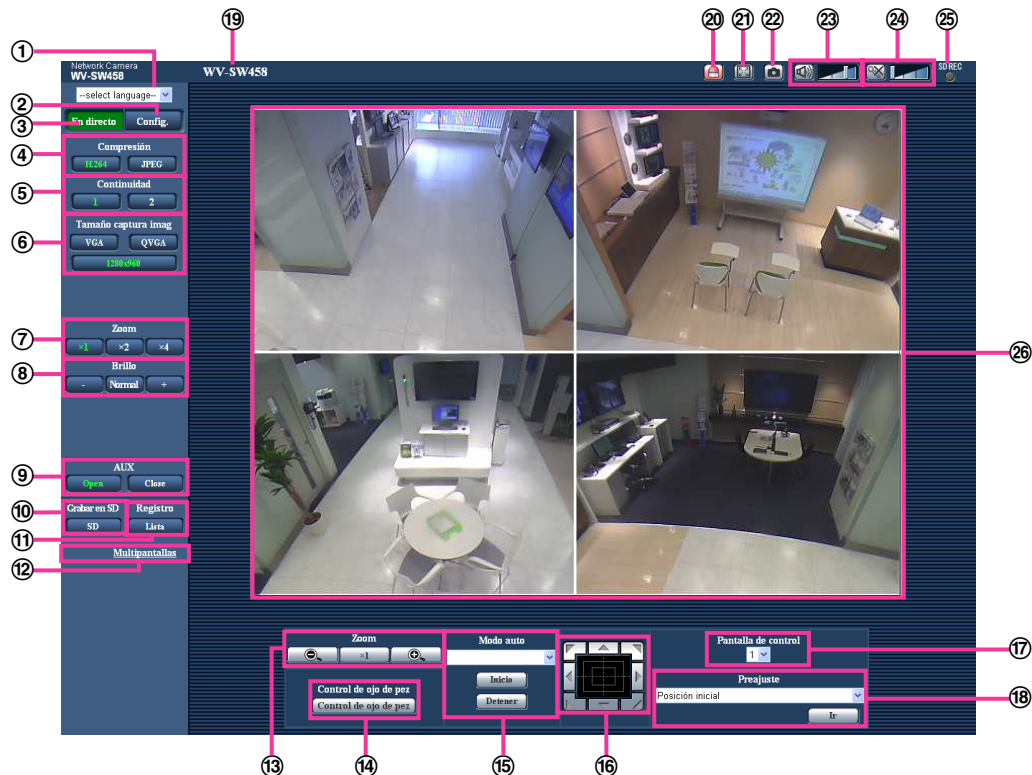 ⑲
⑳
㉑
㉒
㉓
㉔
㉕
①
Network Camera
WV-SW458
WV-SW458
SD REC
②
--select language--
③
En directo Config.
④
Compresión
H.264 JPEG
⑤
Continuidad
1 2
⑥
Tamaño captura imag
VGA QVGA
1280x960
⑦
Zoom
×1 ×2 ×4
⑧
Brillo
- Normal +
㉖
⑨
AUX
Open Close
⑩
Grabar en SD
SD
⑪
Registro
Lista
⑫
Multipantallas
Zoom
×1
Control de ojo de pez
Control de ojo de pez
Modo auto
Inicio
Detener
Pantalla de control
1
⑰
Preajuste
Posición inicial
Ir
⑱
⑬
⑭
⑮
⑯